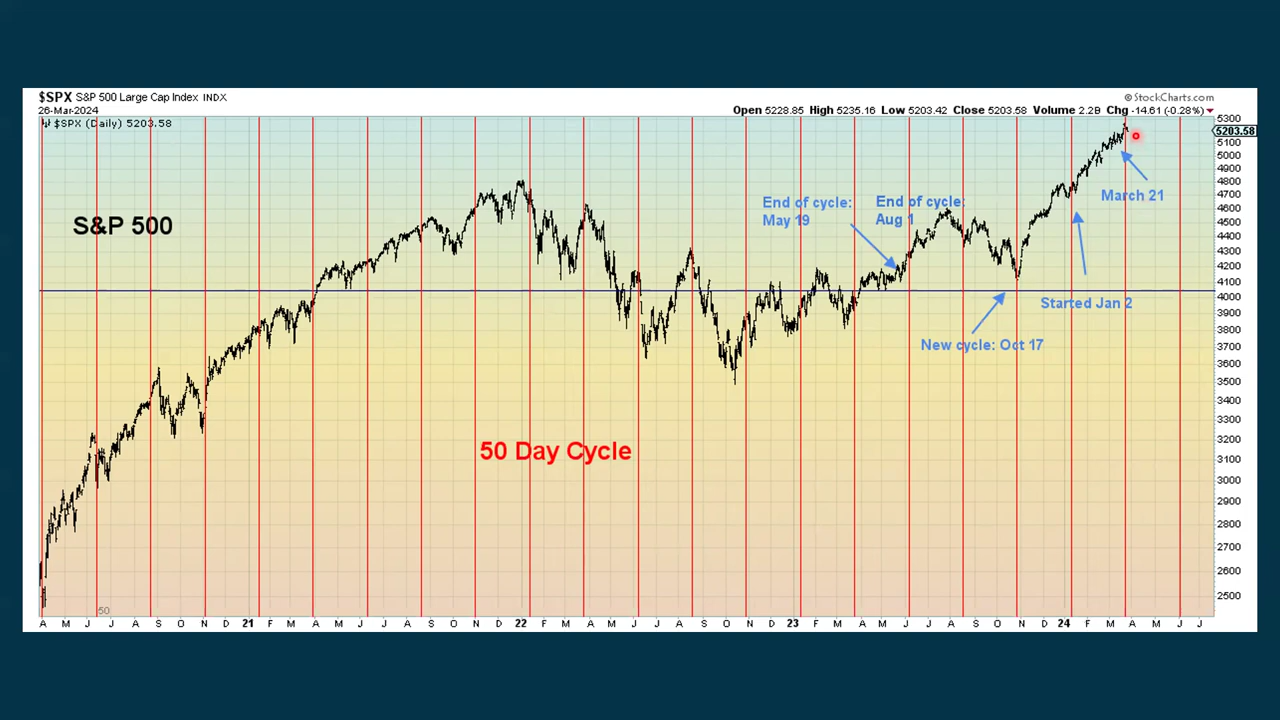 $SPX S&P 500 Large Cap Index INDX
© StockCharts.com
26-Mar-2024
Open 5228.85 High 5235.16 Low 5203.42 Close 5203.58 Volume 2.2B Chg -14.61 (-0.28%)
$SPX (Daily) 5203.58
S&P 500
End of cycle:
May 19
End of cycle:
Aug 1
March 21
Started Jan 2
New cycle: Oct 17
50 Day Cycle
50
5300
5203.58
5100
5000
4900
4800
4700
4600
4500
4400
4300
4200
4100
4000
3900
3800
3700
3600
3500
3400
3300
3200
3100
3000
2900
2800
2700
2600
2500
A M J J A S O N 21 F M A M J J A S O N D 22 F M A M J J A S O N D 23 F M A M J J A S O N D 24 F M A M J J